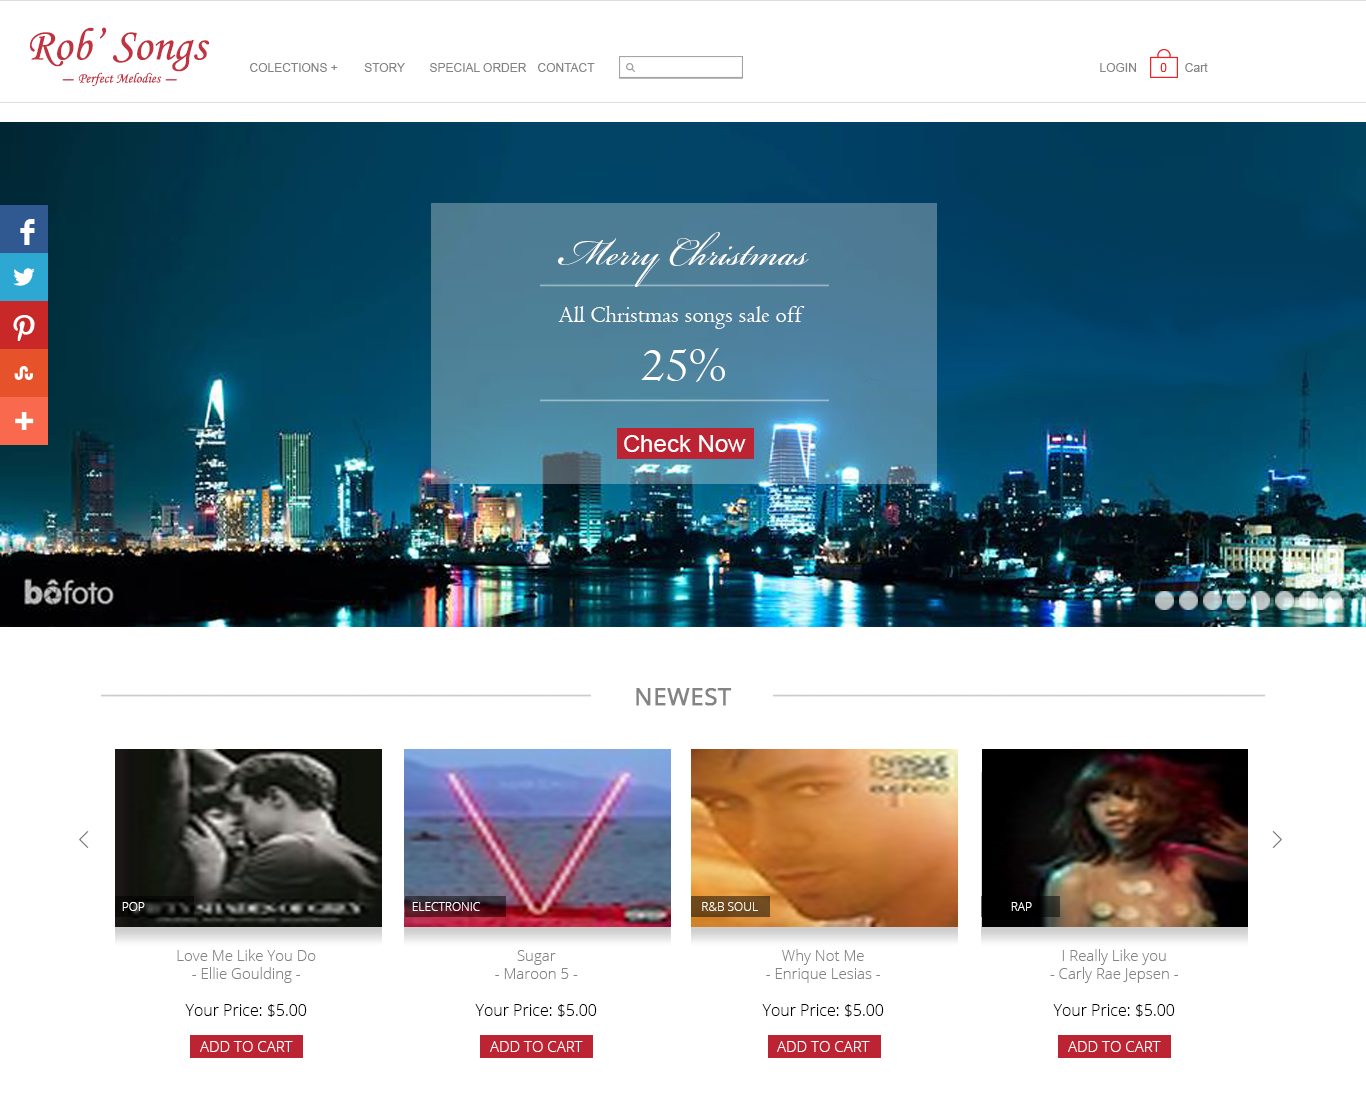 Rob' Songs
— Perfect Melodies —
COLECTIONS +
STORY
SPECIAL ORDER
CONTACT
LOGIN
0
Cart
Merry Christmas
All Christmas songs sale off
25%
Check Now
bôfoto
NEWEST
POP
ELECTRONIC
ENRIQUE
IGLESIAS
euphoria
R&B SOUL
RAP
Love Me Like You Do
- Ellie Goulding -
Your Price: $5.00
ADD TO CART
Sugar
- Maroon 5 -
Your Price: $5.00
ADD TO CART
Why Not Me
- Enrique Lesias -
Your Price: $5.00
ADD TO CART
I Really Like you
- Carly Rae Jepsen -
Your Price: $5.00
ADD TO CART